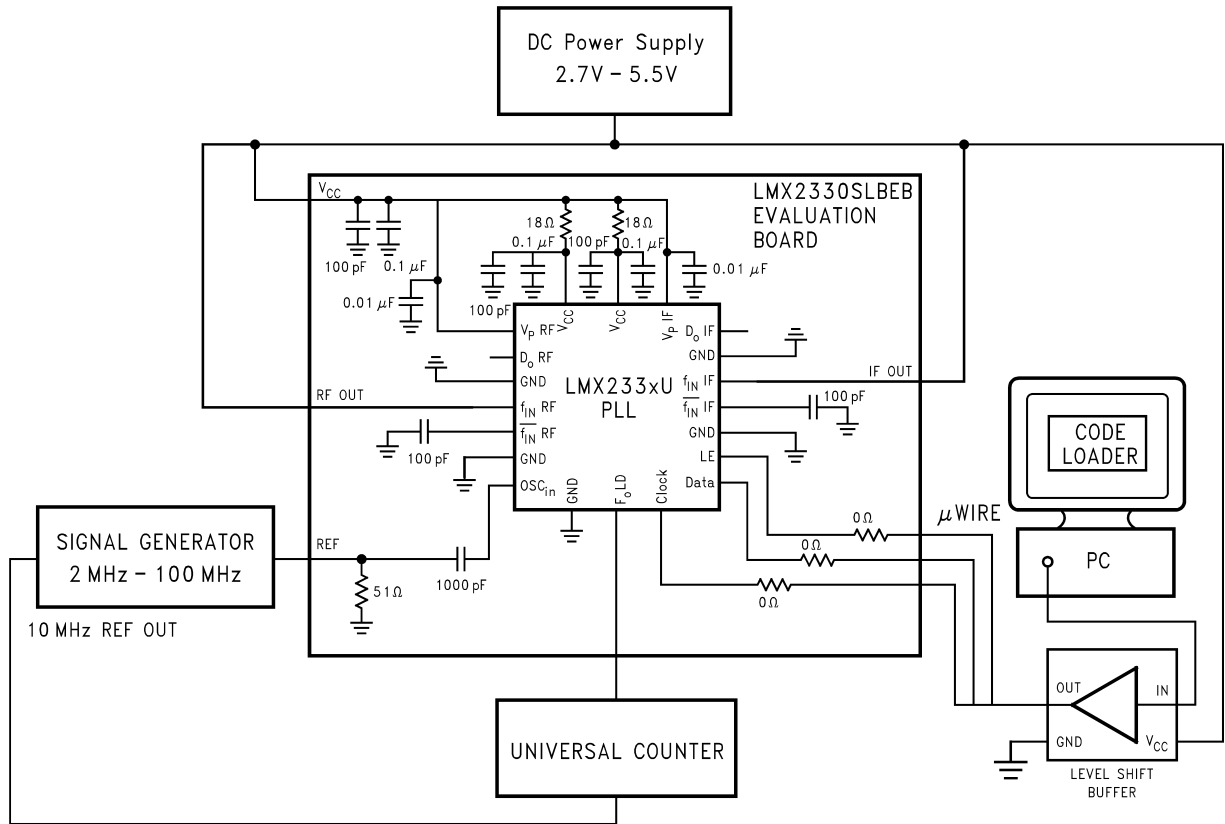 DC Power Supply
2.7V – 5.5V
LMX2330SLBEB
EVALUATION
BOARD
V_CC
18Ω
18Ω
0.1 μF
100 pF
0.1 μF
100 pF
0.1 μF
0.01 μF
0.01 μF
100 pF
V_CC
V_CC
V_P IF
V_P RF
D_o RF
GND
f_IN RF
f̅_I̅N̅ RF
GND
OSC_in
LMX233xU
PLL
D_o IF
GND
f_IN IF
f̅_I̅N̅ IF
GND
LE
Data
GND
F_oLD
Clock
RF OUT
IF OUT
100 pF
100 pF
CODE
LOADER
PC
μWIRE
0Ω
0Ω
0Ω
SIGNAL GENERATOR
2 MHz – 100 MHz
REF
51Ω
1000 pF
10 MHz REF OUT
UNIVERSAL COUNTER
OUT
IN
GND
V_CC
LEVEL SHIFT
BUFFER